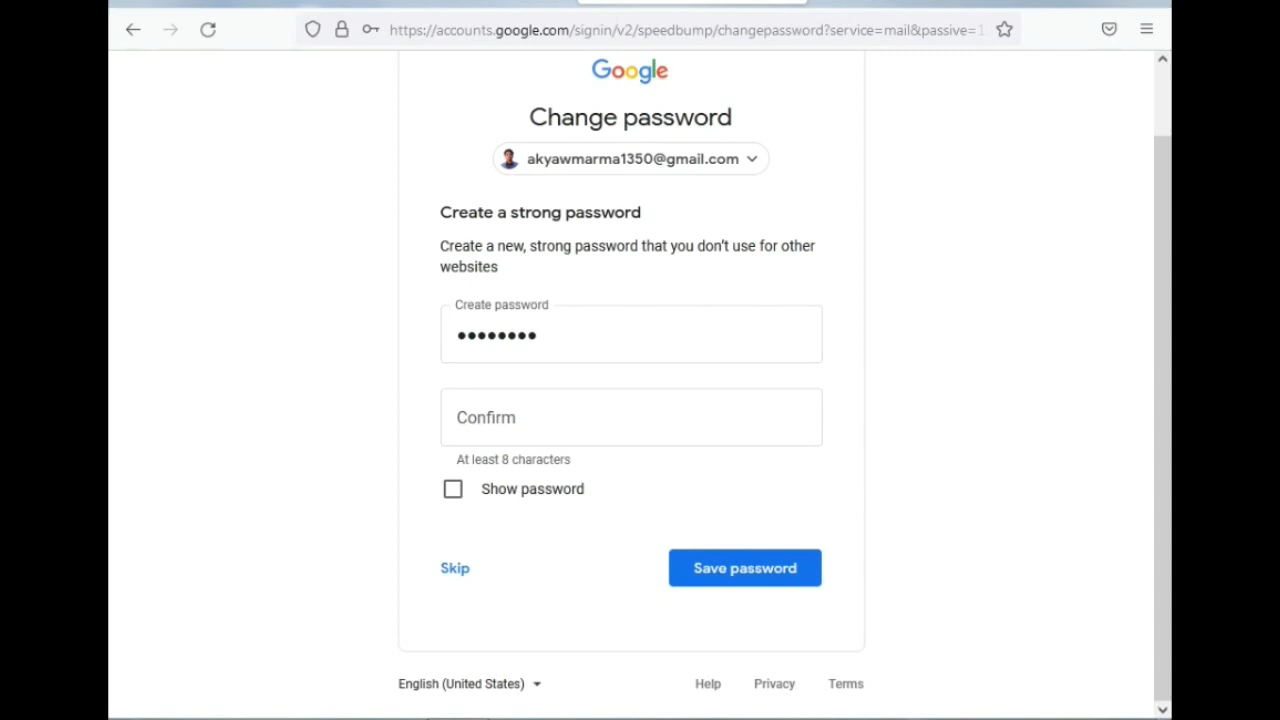 https://accounts.google.com/signin/v2/speedbump/changepassword?service=mail&passive=1
Google
Change password
akyawmarma1350@gmail.com
Create a strong password
Create a new, strong password that you don't use for other
websites
Create password
Confirm
At least 8 characters
Show password
Skip
Save password
English (United States)
Help
Privacy
Terms